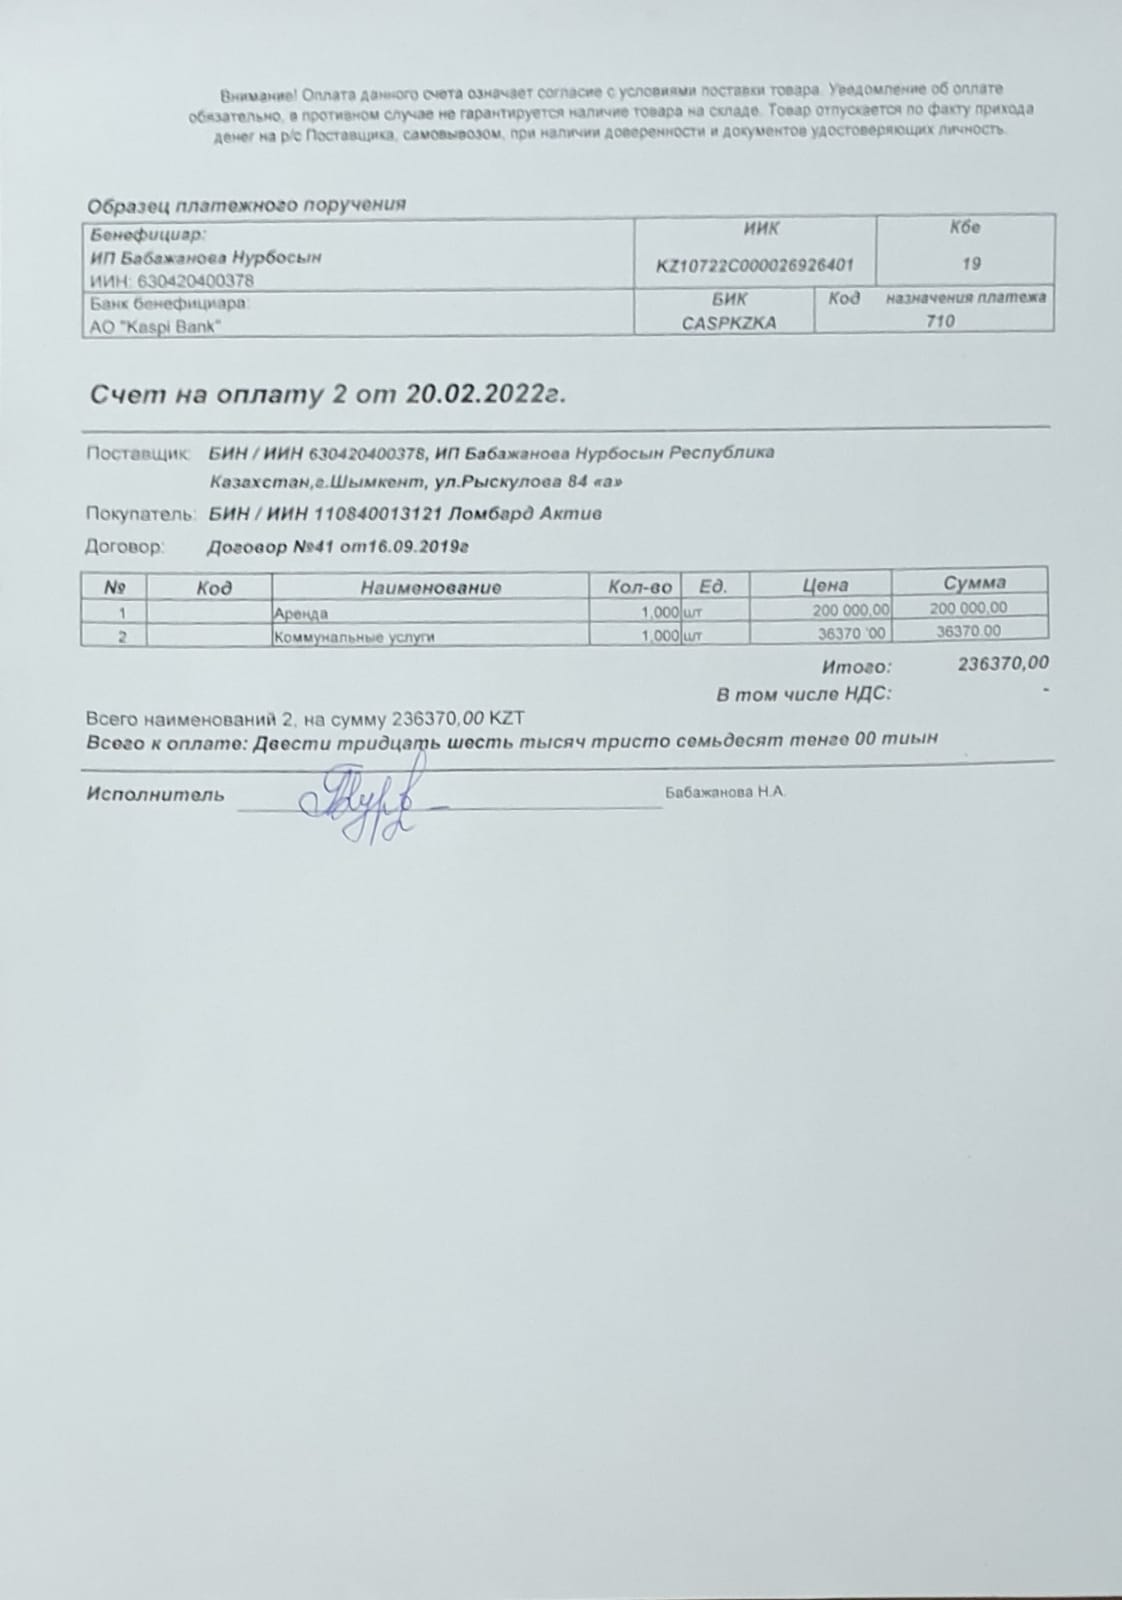 Внимание! Оплата данного счета означает согласие с условиями поставки товара. Уведомление об оплате
обязательно, в противном случае не гарантируется наличие товара на складе. Товар отпускается по факту прихода
денег на р/с Поставщика, самовывозом, при наличии доверенности и документов удостоверяющих личность.
Образец платежного поручения
Бенефициар: ИИК Кбе
ИП Бабажанова Нурбосын KZ10722C000026926401 19
ИИН: 630420400378
Банк бенефициара: БИК Код назначения платежа
АО "Kaspi Bank" CASPKZKA 710
Счет на оплату 2 от 20.02.2022г.
Поставщик: БИН / ИИН 630420400378, ИП Бабажанова Нурбосын Республика
Казахстан,г.Шымкент, ул.Рыскулова 84 «а»
Покупатель: БИН / ИИН 110840013121 Ломбард Актив
Договор: Договор №41 от16.09.2019г
№ Код Наименование Кол-во Ед. Цена Сумма
1 Аренда 1,000 шт 200 000,00 200 000,00
2 Коммунальные услуги 1,000 шт 36370 '00 36370.00
Итого: 236370,00
В том числе НДС: -
Всего наименований 2, на сумму 236370,00 KZT
Всего к оплате: Двести тридцать шесть тысяч тристо семьдесят тенге 00 тиын
Исполнитель Бабажанова Н.А.